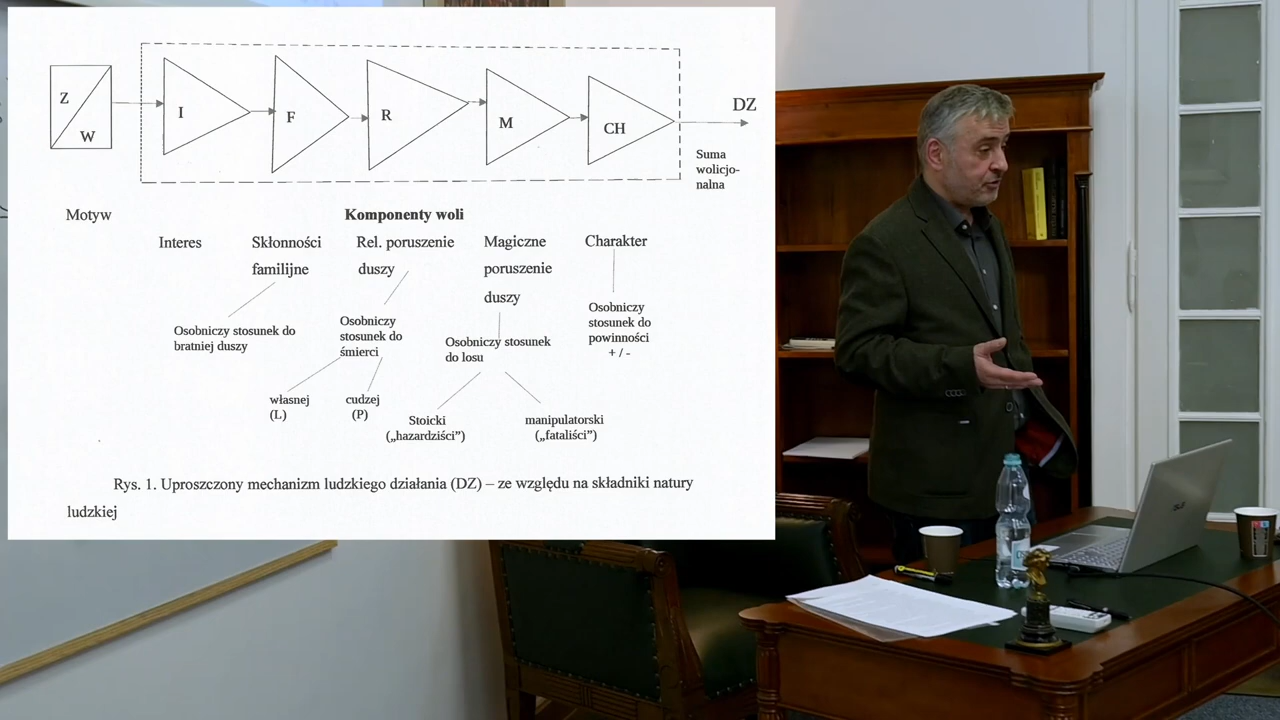 Z
W
I
F
R
M
CH
DZ
Suma
wolicjo-
nalna
Motyw
Komponenty woli
Interes
Skłonności
familijne
Rel. poruszenie
duszy
Magiczne
poruszenie
duszy
Charakter
Osobniczy stosunek do
bratniej duszy
Osobniczy
stosunek do
śmierci
Osobniczy stosunek
do losu
Osobniczy
stosunek do
powinności
+ / -
własnej
(L)
cudzej
(P)
Stoicki
(„hazardziści”)
manipulatorski
(„fataliści”)
Rys. 1. Uproszczony mechanizm ludzkiego działania (DZ) – ze względu na składniki natury
ludzkiej